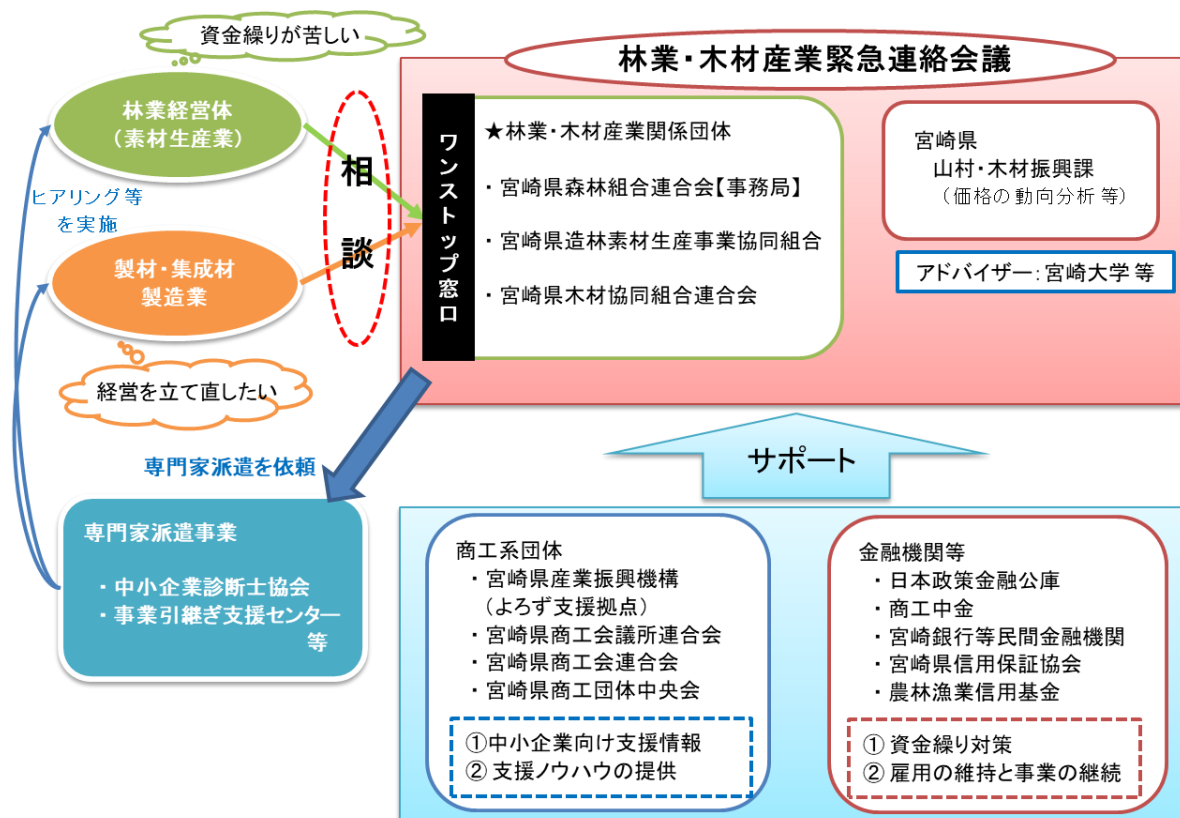 資金繰りが苦しい
林業経営体
（素材生産業）
ヒアリング等
を実施
製材・集成材
製造業
経営を立て直したい
相
談
専門家派遣を依頼
専門家派遣事業
・中小企業診断士協会
・事業引継ぎ支援センター
等
林業・木材産業緊急連絡会議
ワンストップ窓口
★林業・木材産業関係団体
・宮崎県森林組合連合会【事務局】
・宮崎県造林素材生産事業協同組合
・宮崎県木材協同組合連合会
宮崎県
山村・木材振興課
（価格の動向分析 等）
アドバイザー：宮崎大学 等
サポート
商工系団体
・宮崎県産業振興機構
（よろず支援拠点）
・宮崎県商工会議所連合会
・宮崎県商工会連合会
・宮崎県商工団体中央会
①中小企業向け支援情報
② 支援ノウハウの提供
金融機関等
・日本政策金融公庫
・商工中金
・宮崎銀行等民間金融機関
・宮崎県信用保証協会
・農林漁業信用基金
① 資金繰り対策
② 雇用の維持と事業の継続